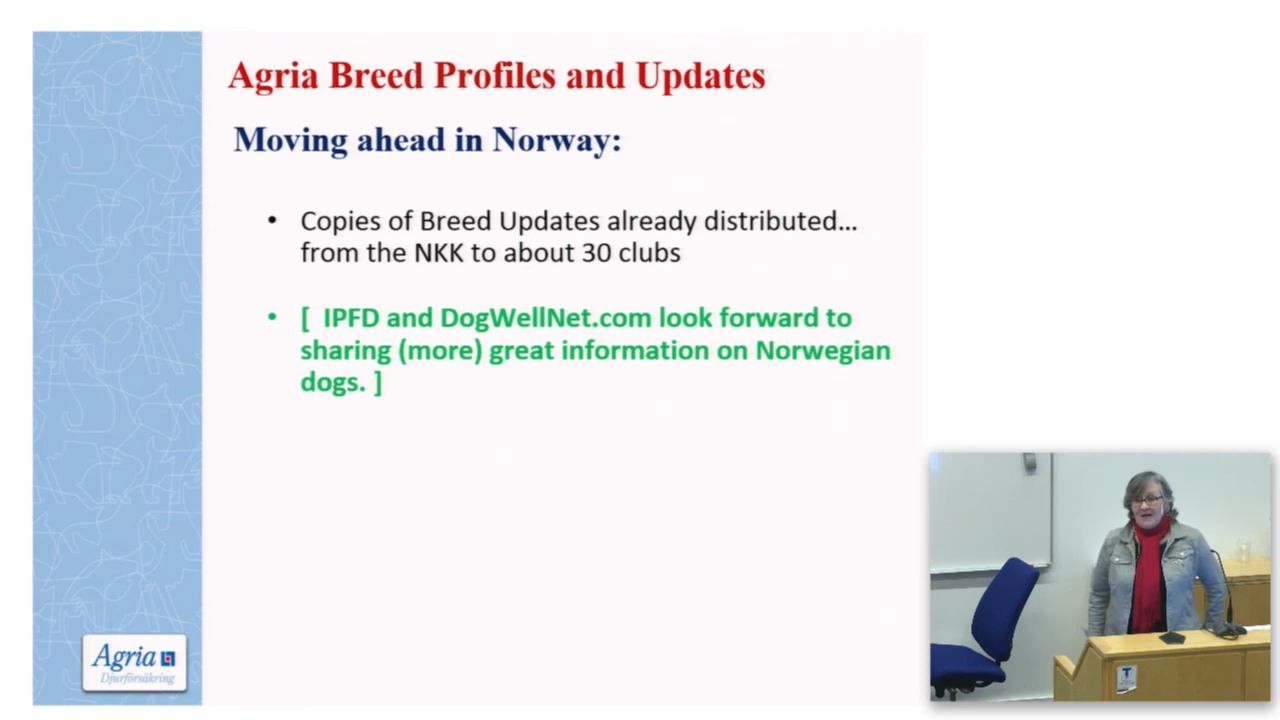 Agria Breed Profiles and Updates
Moving ahead in Norway:
• Copies of Breed Updates already distributed...
from the NKK to about 30 clubs
• [ IPFD and DogWellNet.com look forward to
sharing (more) great information on Norwegian
dogs. ]
Agria
Djurförsäkring
T